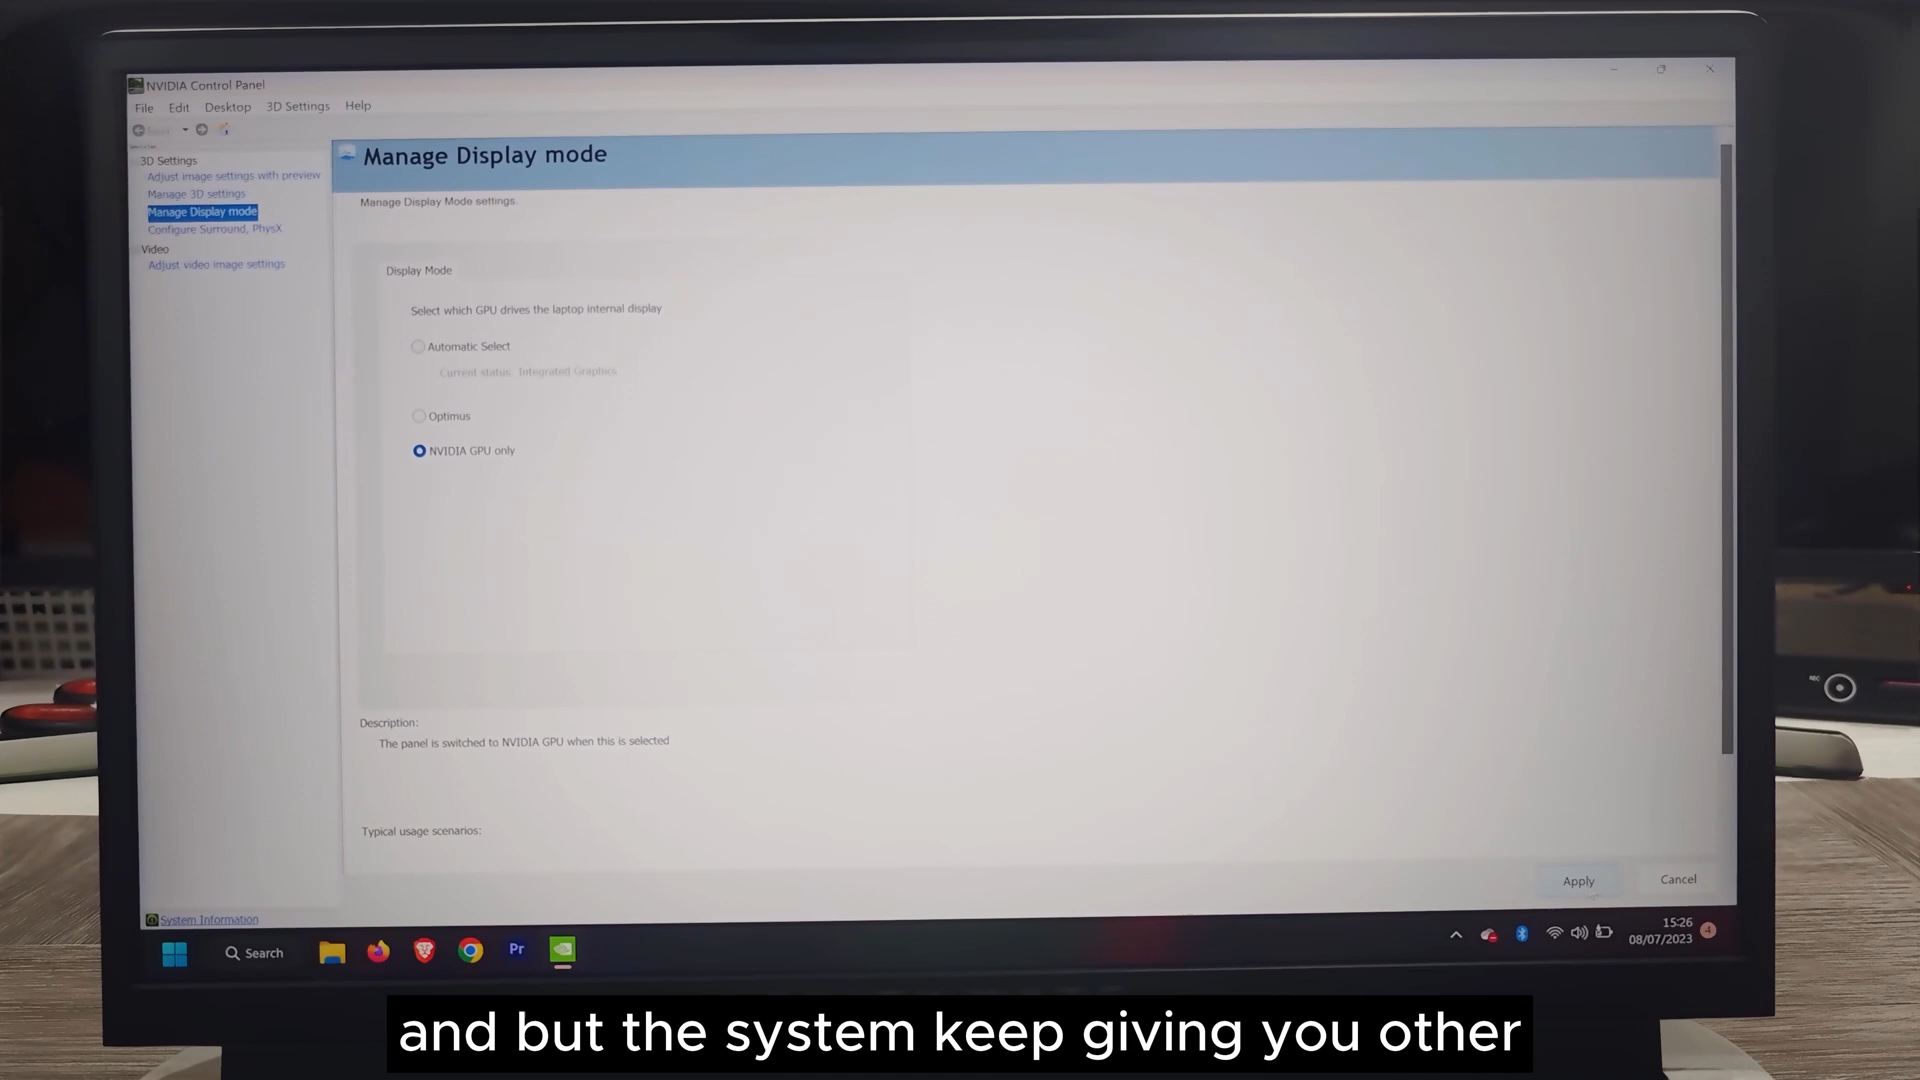 NVIDIA Control Panel
File Edit Desktop 3D Settings Help
3D Settings
Adjust image settings with preview
Manage 3D settings
Manage Display mode
Configure Surround, PhysX
Video
Adjust video image settings
System Information
Manage Display mode
Manage Display Mode settings.
Display Mode
Select which GPU drives the laptop internal display
Automatic Select
Current status: Integrated Graphics
Optimus
NVIDIA GPU only
Description:
The panel is switched to NVIDIA GPU when this is selected
Typical usage scenarios:
Apply Cancel
Search
Pr
15:26
08/07/2023
4
REC
and but the system keep giving you other